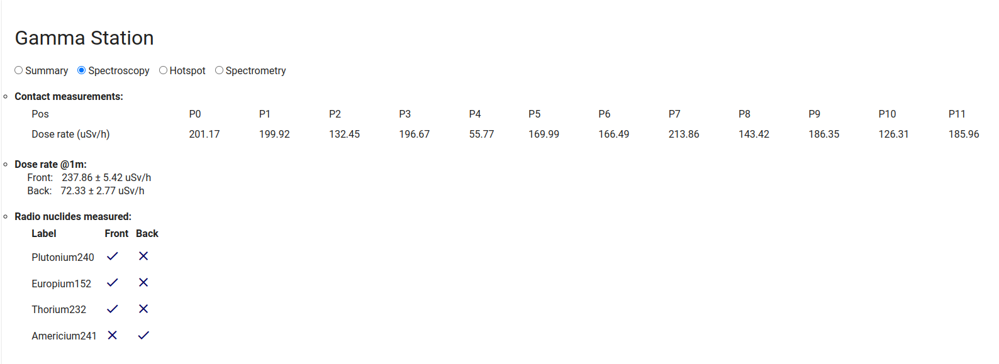 Gamma Station
Summary Spectroscopy Hotspot Spectrometry
Contact measurements:
Pos P0 P1 P2 P3 P4 P5 P6 P7 P8 P9 P10 P11
Dose rate (uSv/h) 201.17 199.92 132.45 196.67 55.77 169.99 166.49 213.86 143.42 186.35 126.31 185.96
Dose rate @1m:
Front: 237.86 ± 5.42 uSv/h
Back: 72.33 ± 2.77 uSv/h
Radio nuclides measured:
Label Front Back
Plutonium240
Europium152
Thorium232
Americium241